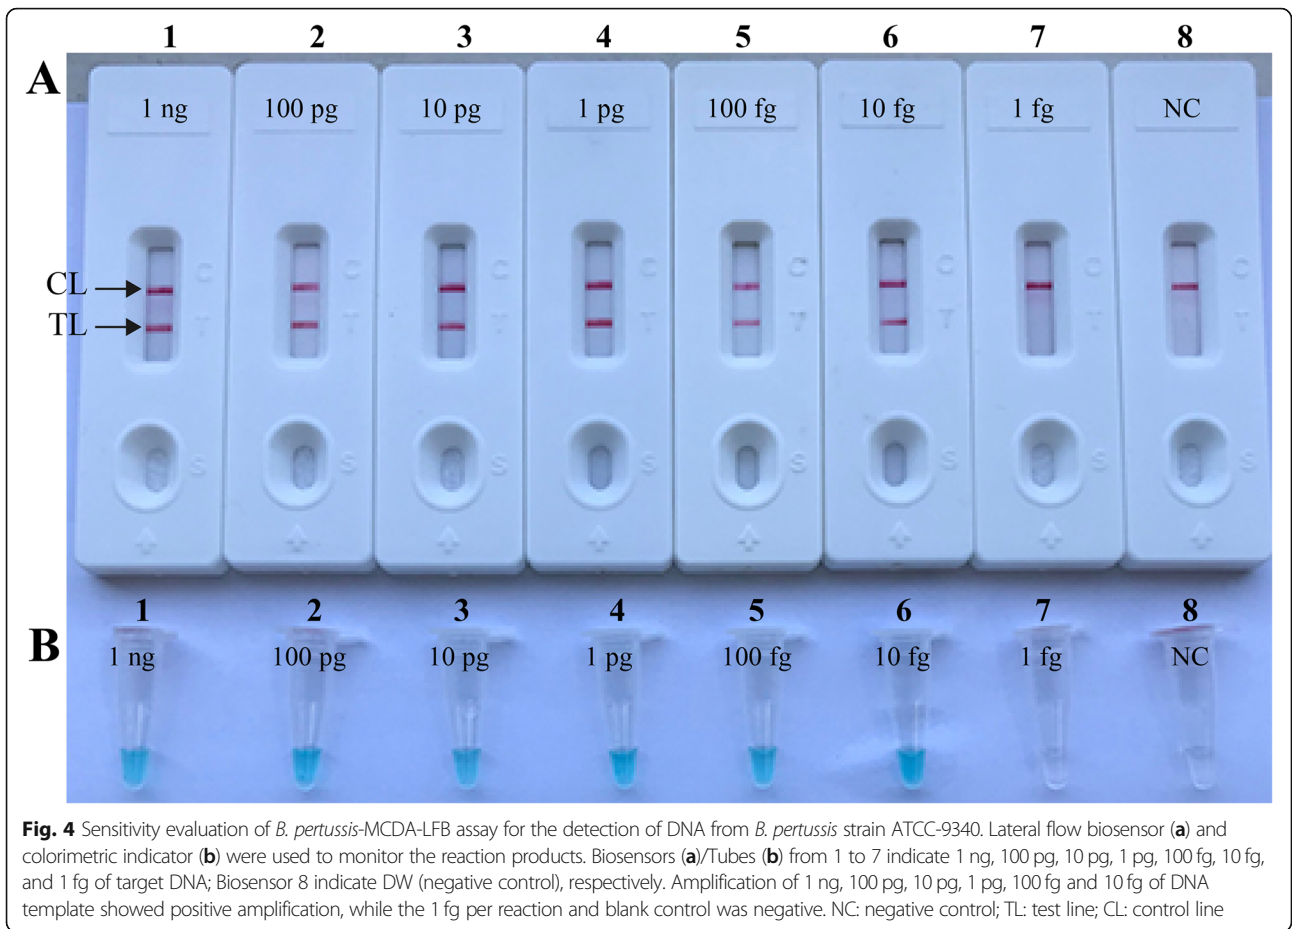 1 2 3 4 5 6 7 8
A
1 ng 100 pg 10 pg 1 pg 100 fg 10 fg 1 fg NC
C C C C C C C C
CL
TL
T T T T T T T T
S S S S S S S S
1 2 3 4 5 6 7 8
B
1 ng 100 pg 10 pg 1 pg 100 fg 10 fg 1 fg NC
Fig. 4 Sensitivity evaluation of B. pertussis-MCDA-LFB assay for the detection of DNA from B. pertussis strain ATCC-9340. Lateral flow biosensor (a) and
colorimetric indicator (b) were used to monitor the reaction products. Biosensors (a)/Tubes (b) from 1 to 7 indicate 1 ng, 100 pg, 10 pg, 1 pg, 100 fg, 10 fg,
and 1 fg of target DNA; Biosensor 8 indicate DW (negative control), respectively. Amplification of 1 ng, 100 pg, 10 pg, 1 pg, 100 fg and 10 fg of DNA
template showed positive amplification, while the 1 fg per reaction and blank control was negative. NC: negative control; TL: test line; CL: control line